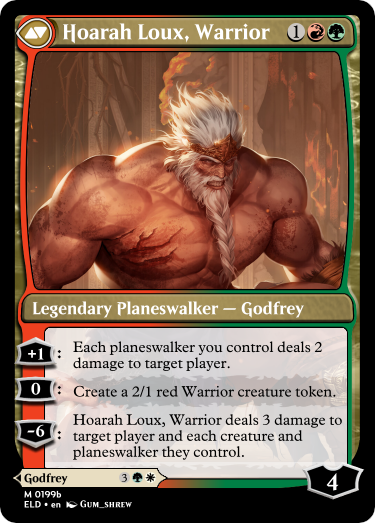 Hoarah Loux, Warrior 1
Legendary Planeswalker — Godfrey
+1: Each planeswalker you control deals 2
damage to target player.
0: Create a 2/1 red Warrior creature token.
-6: Hoarah Loux, Warrior deals 3 damage to
target player and each creature and
planeswalker they control.
Godfrey 3
4
M 0199b
ELD • en Gum_shrew